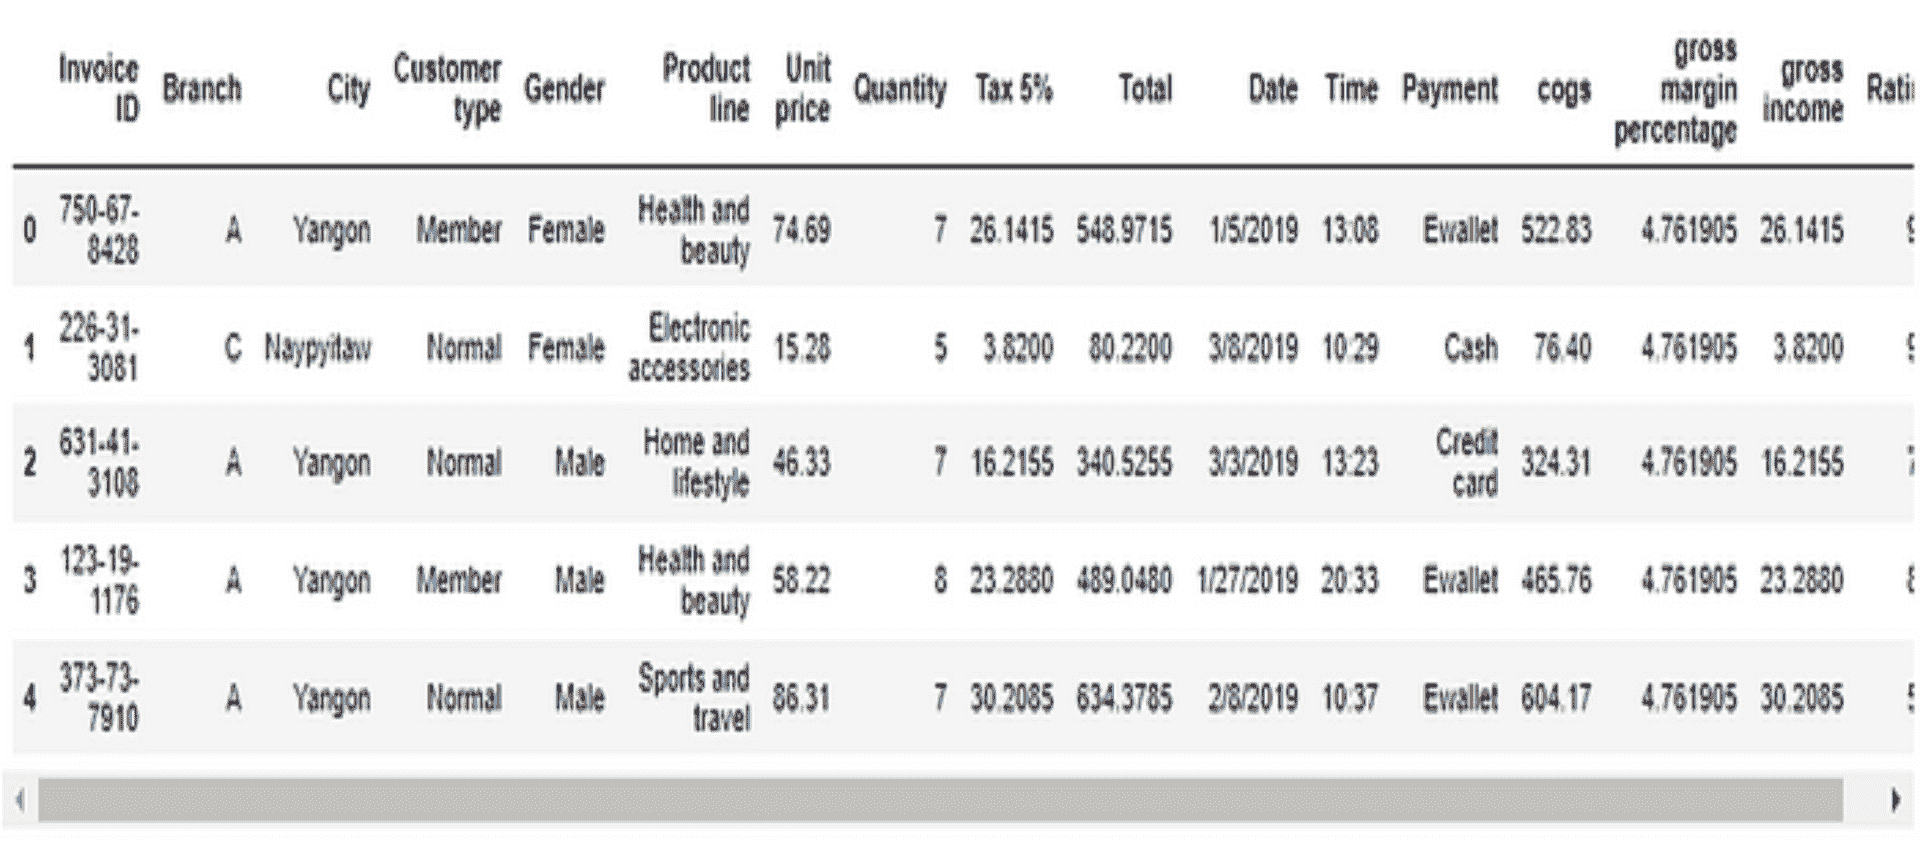 Invoice ID Branch City Customer type Gender Product line Unit price Quantity Tax 5% Total Date Time Payment cogs gross margin percentage gross income
0 750-67-8428 A Yangon Member Female Health and beauty 74.69 7 26.1415 548.9715 1/5/2019 13:08 Ewallet 522.83 4.761905 26.1415
1 226-31-3081 C Naypyitaw Normal Female Electronic accessories 15.28 5 3.8200 80.2200 3/8/2019 10:29 Cash 76.40 4.761905 3.8200
2 631-41-3108 A Yangon Normal Male Home and lifestyle 46.33 7 16.2155 340.5255 3/3/2019 13:23 Credit card 324.31 4.761905 16.2155
3 123-19-1176 A Yangon Member Male Health and beauty 58.22 8 23.2880 489.0480 1/27/2019 20:33 Ewallet 465.76 4.761905 23.2880
4 373-73-7910 A Yangon Normal Male Sports and travel 86.31 7 30.2085 634.3785 2/8/2019 10:37 Ewallet 604.17 4.761905 30.2085